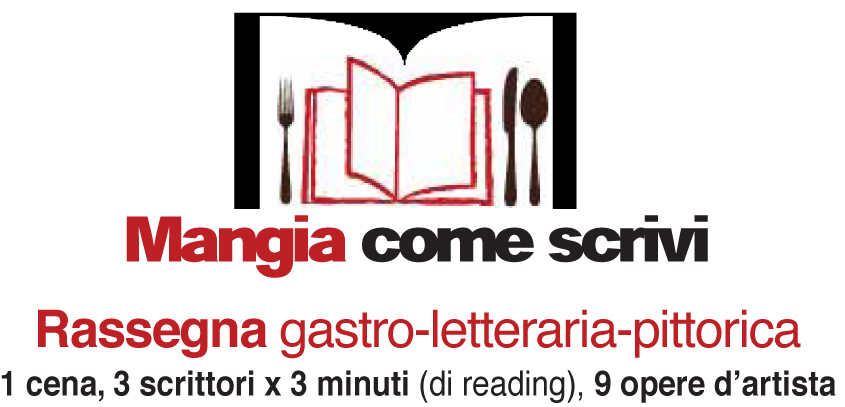 Mangia come scrivi
Rassegna gastro-letteraria-pittorica
1 cena, 3 scrittori x 3 minuti (di reading), 9 opere d'artista